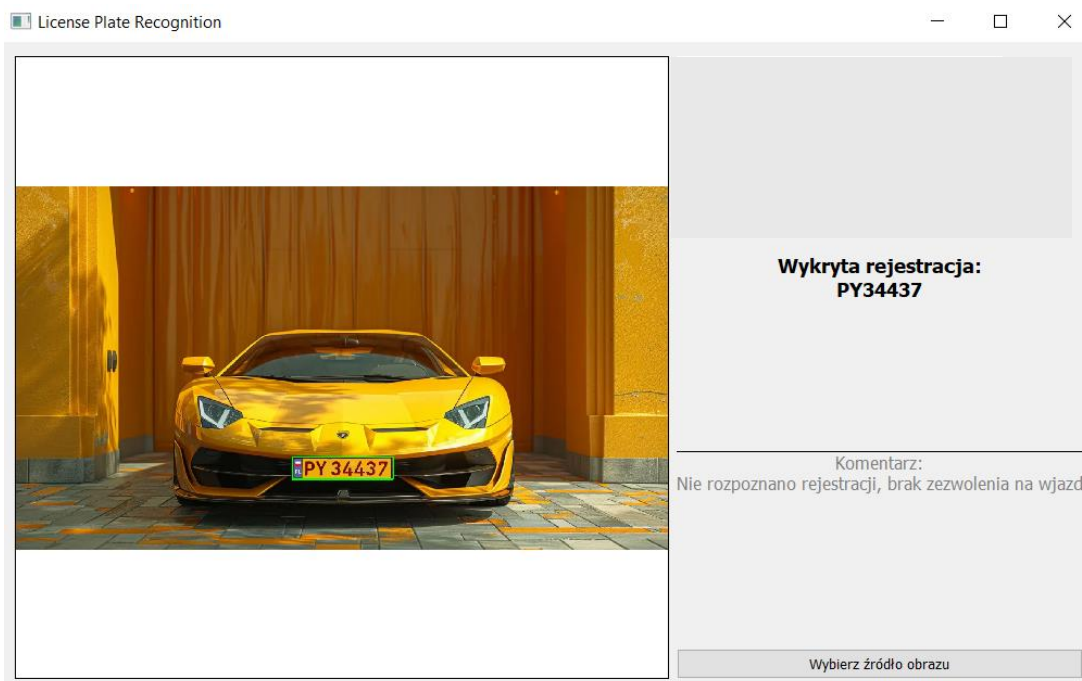 License Plate Recognition
PY 34437
Wykryta rejestracja:
PY34437
Komentarz:
Nie rozpoznano rejestracji, brak zezwolenia na wjazd
Wybierz źródło obrazu